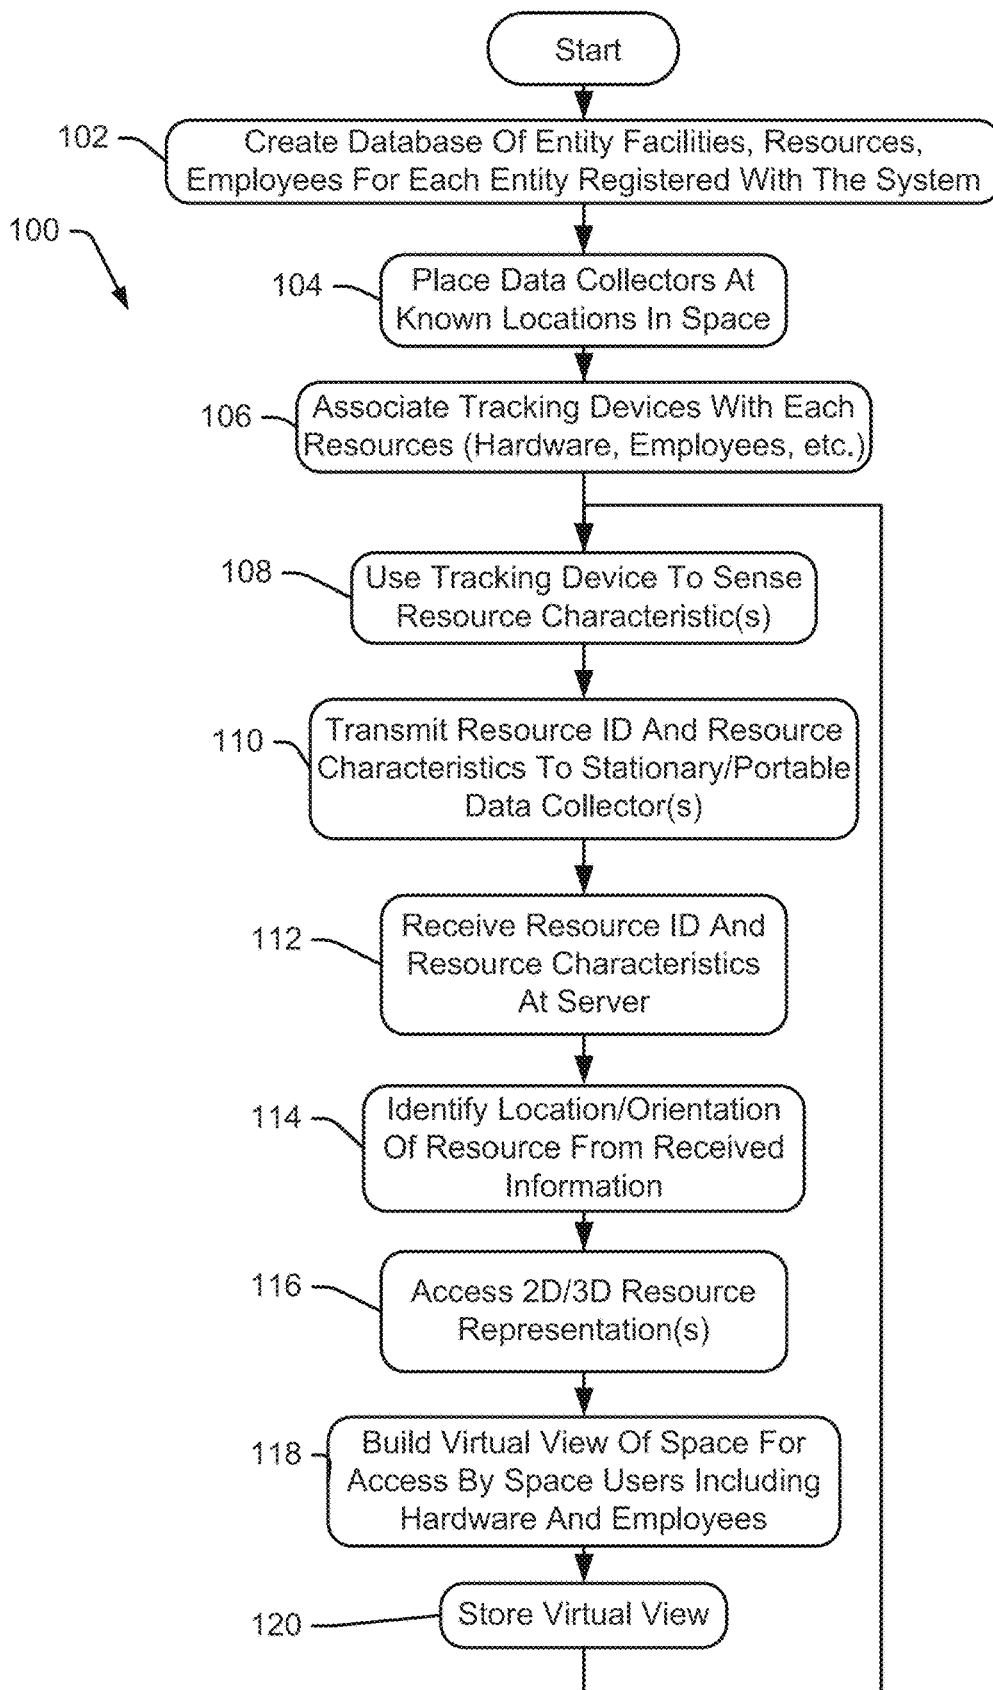 Start
102
Create Database Of Entity Facilities, Resources,
Employees For Each Entity Registered With The System
100
104
Place Data Collectors At
Known Locations In Space
106
Associate Tracking Devices With Each
Resources (Hardware, Employees, etc.)
108
Use Tracking Device To Sense
Resource Characteristic(s)
110
Transmit Resource ID And Resource
Characteristics To Stationary/Portable
Data Collector(s)
112
Receive Resource ID And
Resource Characteristics
At Server
114
Identify Location/Orientation
Of Resource From Received
Information
116
Access 2D/3D Resource
Representation(s)
118
Build Virtual View Of Space For
Access By Space Users Including
Hardware And Employees
120
Store Virtual View